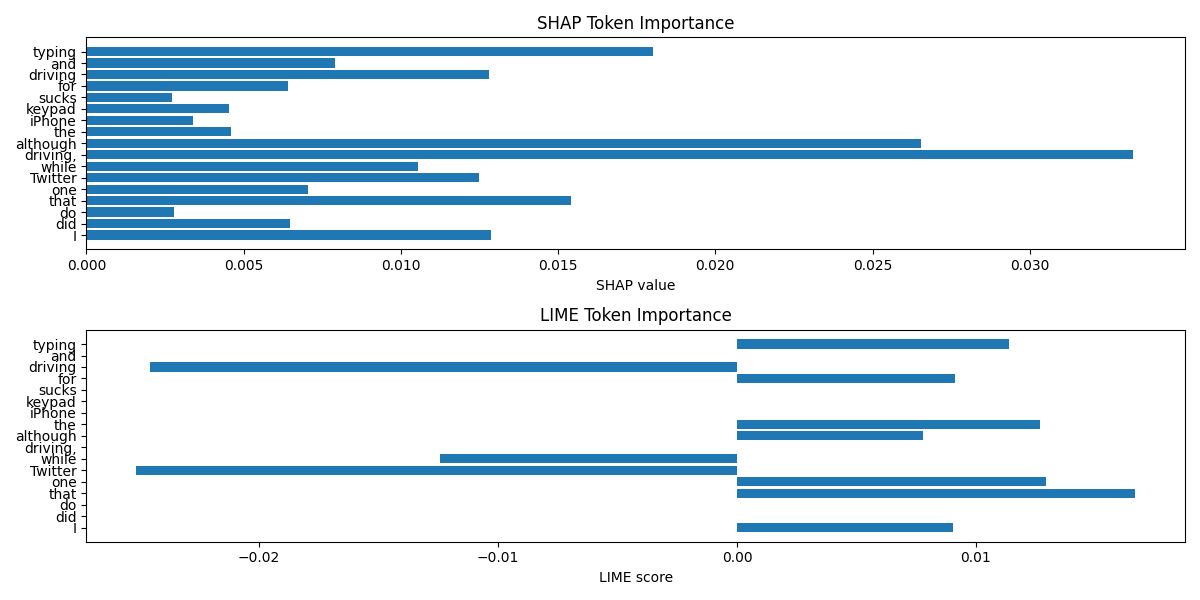 SHAP Token Importance
typing
and
driving
for
sucks
keypad
iPhone
the
although
driving,
while
Twitter
one
that
do
did
I
0.000 0.005 0.010 0.015 0.020 0.025 0.030
SHAP value
LIME Token Importance
typing
and
driving
for
sucks
keypad
iPhone
the
although
driving,
while
Twitter
one
that
do
did
I
−0.02 −0.01 0.00 0.01
LIME score